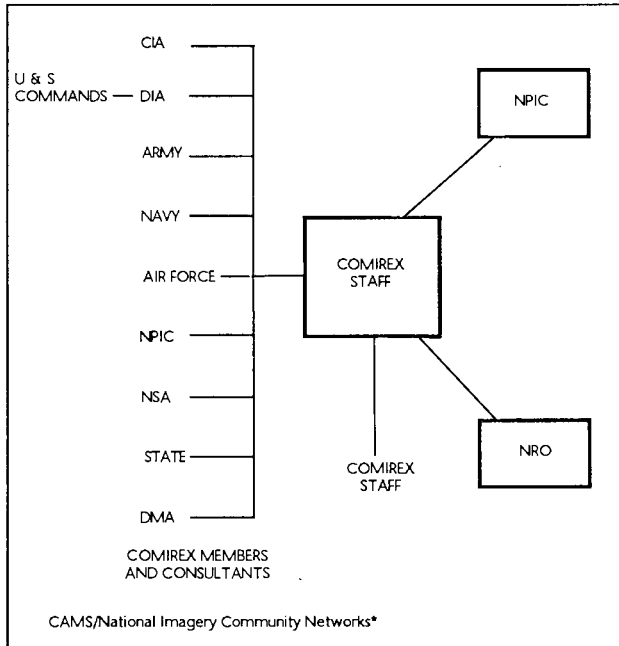 CIA
U & S
COMMANDS
DIA
ARMY
NAVY
AIR FORCE
NPIC
NSA
STATE
DMA
COMIREX MEMBERS
AND CONSULTANTS
COMIREX
STAFF
NPIC
NRO
COMIREX
STAFF
CAMS/National Imagery Community Networks*